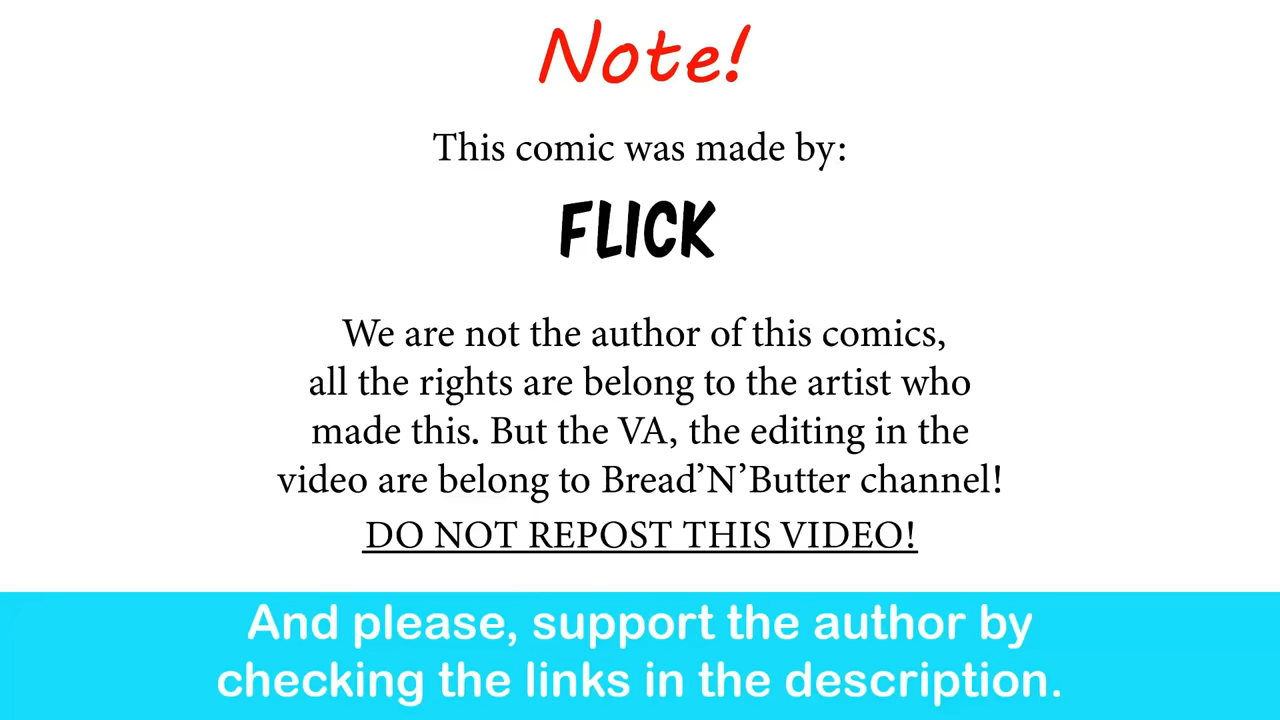 Note!
This comic was made by:
FLICK
We are not the author of this comics,
all the rights are belong to the artist who
made this. But the VA, the editing in the
video are belong to Bread’N’Butter channel!
DO NOT REPOST THIS VIDEO!
And please, support the author by
checking the links in the description.